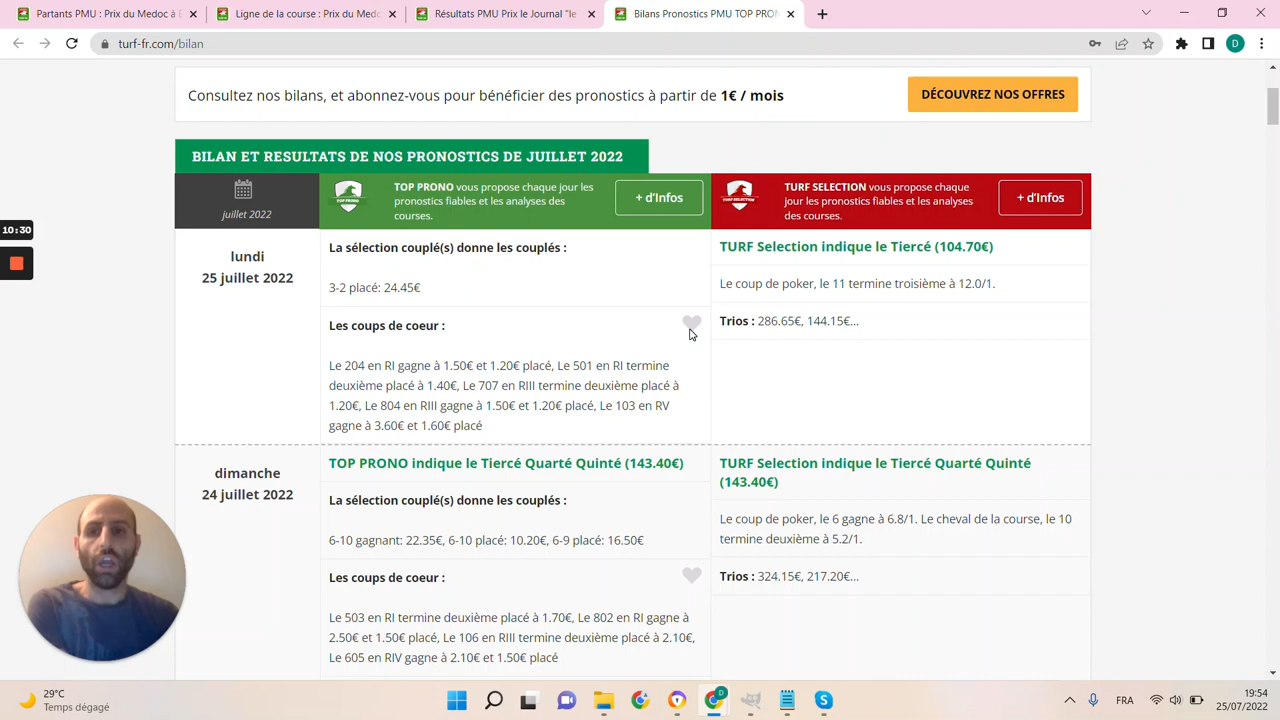 Partants PMU : Prix du Medoc à E
Ligne de la course : Prix du Medo
Résultats PMU Prix le Journal "le
Bilans Pronostics PMU TOP PRON
turf-fr.com/bilan
D
Consultez nos bilans, et abonnez-vous pour bénéficier des pronostics à partir de 1€ / mois
DÉCOUVREZ NOS OFFRES
BILAN ET RESULTATS DE NOS PRONOSTICS DE JUILLET 2022
juillet 2022
TOP PRONO
TOP PRONO vous propose chaque jour les
pronostics fiables et les analyses des
courses.
+ d'Infos
TURF SELECTION
TURF SELECTION vous propose chaque
jour les pronostics fiables et les analyses
des courses.
+ d'Infos
10:30
lundi
25 juillet 2022
La sélection couplé(s) donne les couplés :
3-2 placé: 24.45€
Les coups de coeur :
Le 204 en RI gagne à 1.50€ et 1.20€ placé, Le 501 en RI termine
deuxième placé à 1.40€, Le 707 en RIII termine deuxième placé à
1.20€, Le 804 en RIII gagne à 1.50€ et 1.20€ placé, Le 103 en RV
gagne à 3.60€ et 1.60€ placé
TURF Selection indique le Tiercé (104.70€)
Le coup de poker, le 11 termine troisième à 12.0/1.
Trios : 286.65€, 144.15€...
dimanche
24 juillet 2022
TOP PRONO indique le Tiercé Quarté Quinté (143.40€)
La sélection couplé(s) donne les couplés :
6-10 gagnant: 22.35€, 6-10 placé: 10.20€, 6-9 placé: 16.50€
Les coups de coeur :
Le 503 en RI termine deuxième placé à 1.70€, Le 802 en RI gagne à
2.50€ et 1.50€ placé, Le 106 en RIII termine deuxième placé à 2.10€,
Le 605 en RIV gagne à 2.10€ et 1.50€ placé
TURF Selection indique le Tiercé Quarté Quinté
(143.40€)
Le coup de poker, le 6 gagne à 6.8/1. Le cheval de la course, le 10
termine deuxième à 5.2/1.
Trios : 324.15€, 217.20€...
29°C
Temps dégagé
D
FRA
19:54
25/07/2022